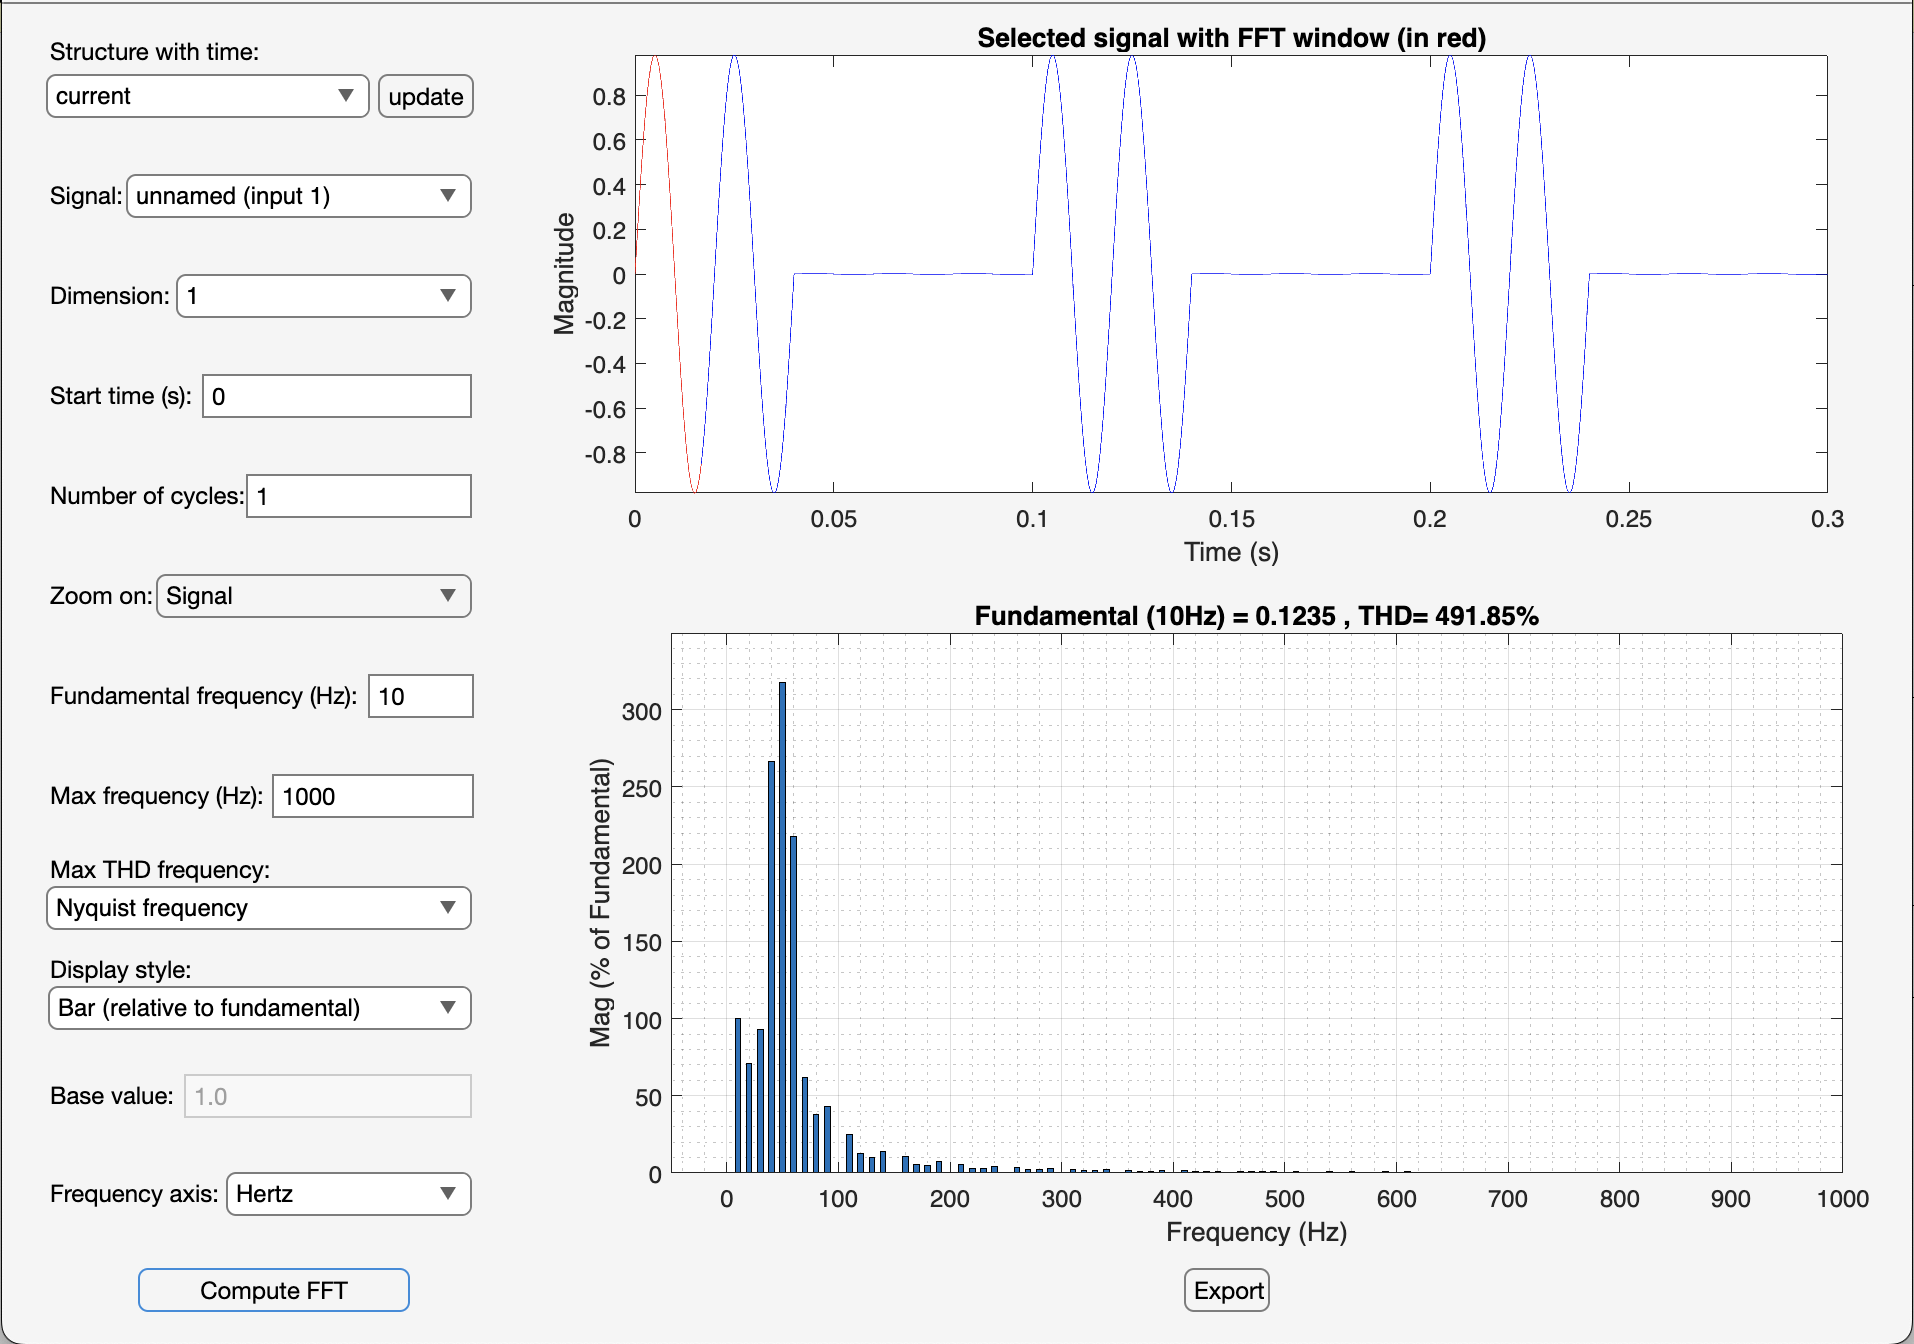 Structure with time:
current update
Signal: unnamed (input 1)
Dimension: 1
Start time (s): 0
Number of cycles: 1
Zoom on: Signal
Fundamental frequency (Hz): 10
Max frequency (Hz): 1000
Max THD frequency:
Nyquist frequency
Display style:
Bar (relative to fundamental)
Base value: 1.0
Frequency axis: Hertz
Compute FFT
Selected signal with FFT window (in red)
Magnitude
0.8
0.6
0.4
0.2
0
-0.2
-0.4
-0.6
-0.8
0 0.05 0.1 0.15 0.2 0.25 0.3
Time (s)
Fundamental (10Hz) = 0.1235 , THD= 491.85%
Mag (% of Fundamental)
300
250
200
150
100
50
0
0 100 200 300 400 500 600 700 800 900 1000
Frequency (Hz)
Export